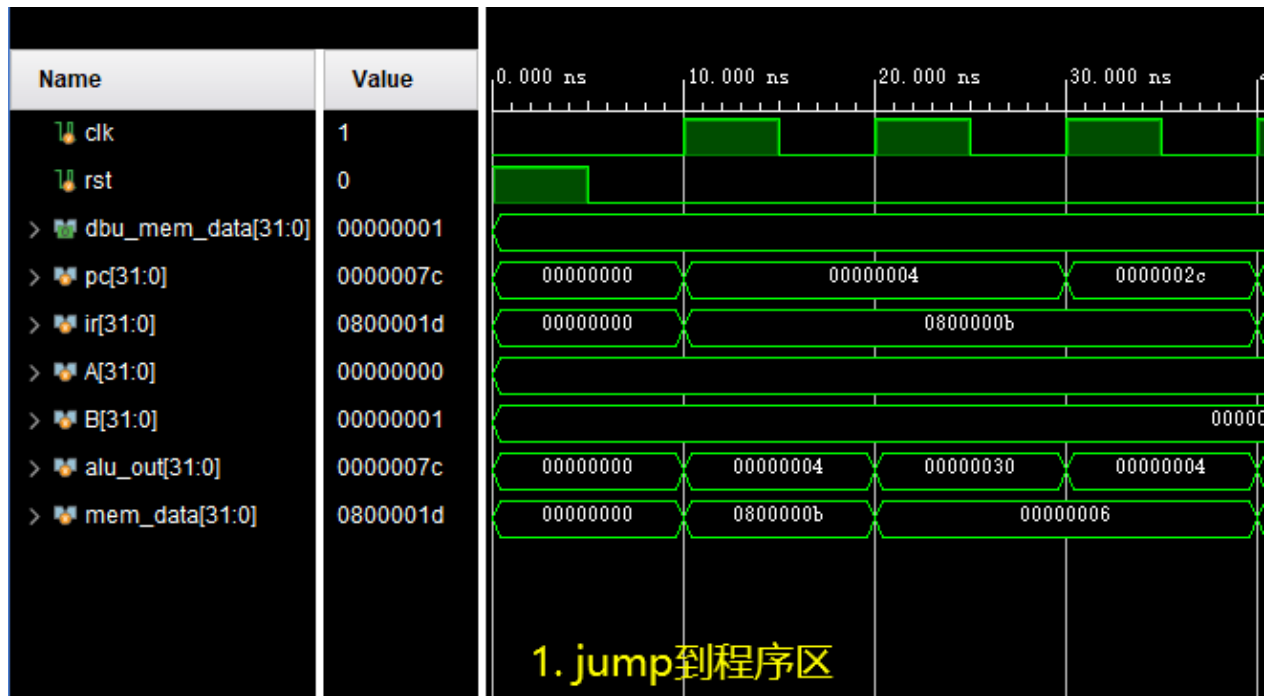 Name Value 0.000 ns 10.000 ns 20.000 ns 30.000 ns
clk 1
rst 0
dbu_mem_data[31:0] 00000001
pc[31:0] 0000007c 00000000 00000004 0000002c
ir[31:0] 0800001d 00000000 0800000b
A[31:0] 00000000
B[31:0] 00000001 00000
alu_out[31:0] 0000007c 00000000 00000004 00000030 00000004
mem_data[31:0] 0800001d 00000000 0800000b 00000006
1. jump到程序区